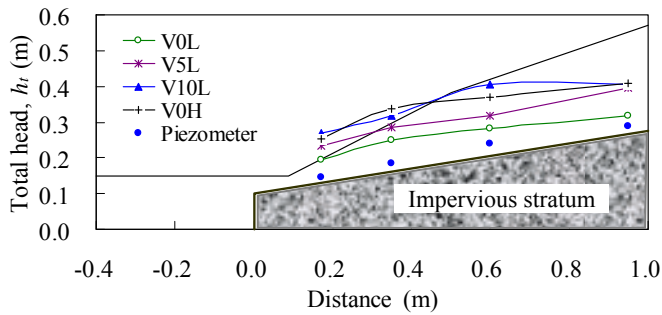 Total head, hₜ (m)
0.6
0.5
0.4
0.3
0.2
0.1
0.0
V0L
V5L
V10L
V0H
Piezometer
Impervious stratum
-0.4
-0.2
0.0
0.2
0.4
0.6
0.8
1.0
Distance (m)